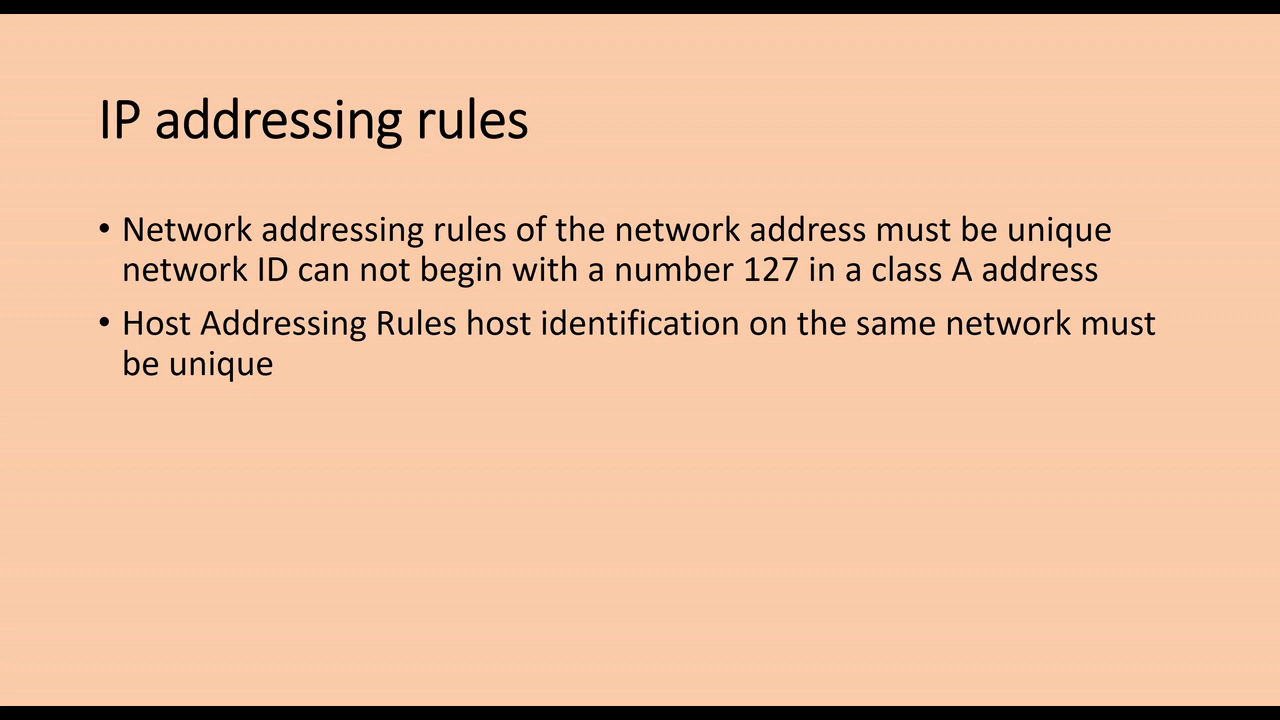 IP addressing rules
• Network addressing rules of the network address must be unique
network ID can not begin with a number 127 in a class A address
• Host Addressing Rules host identification on the same network must
be unique